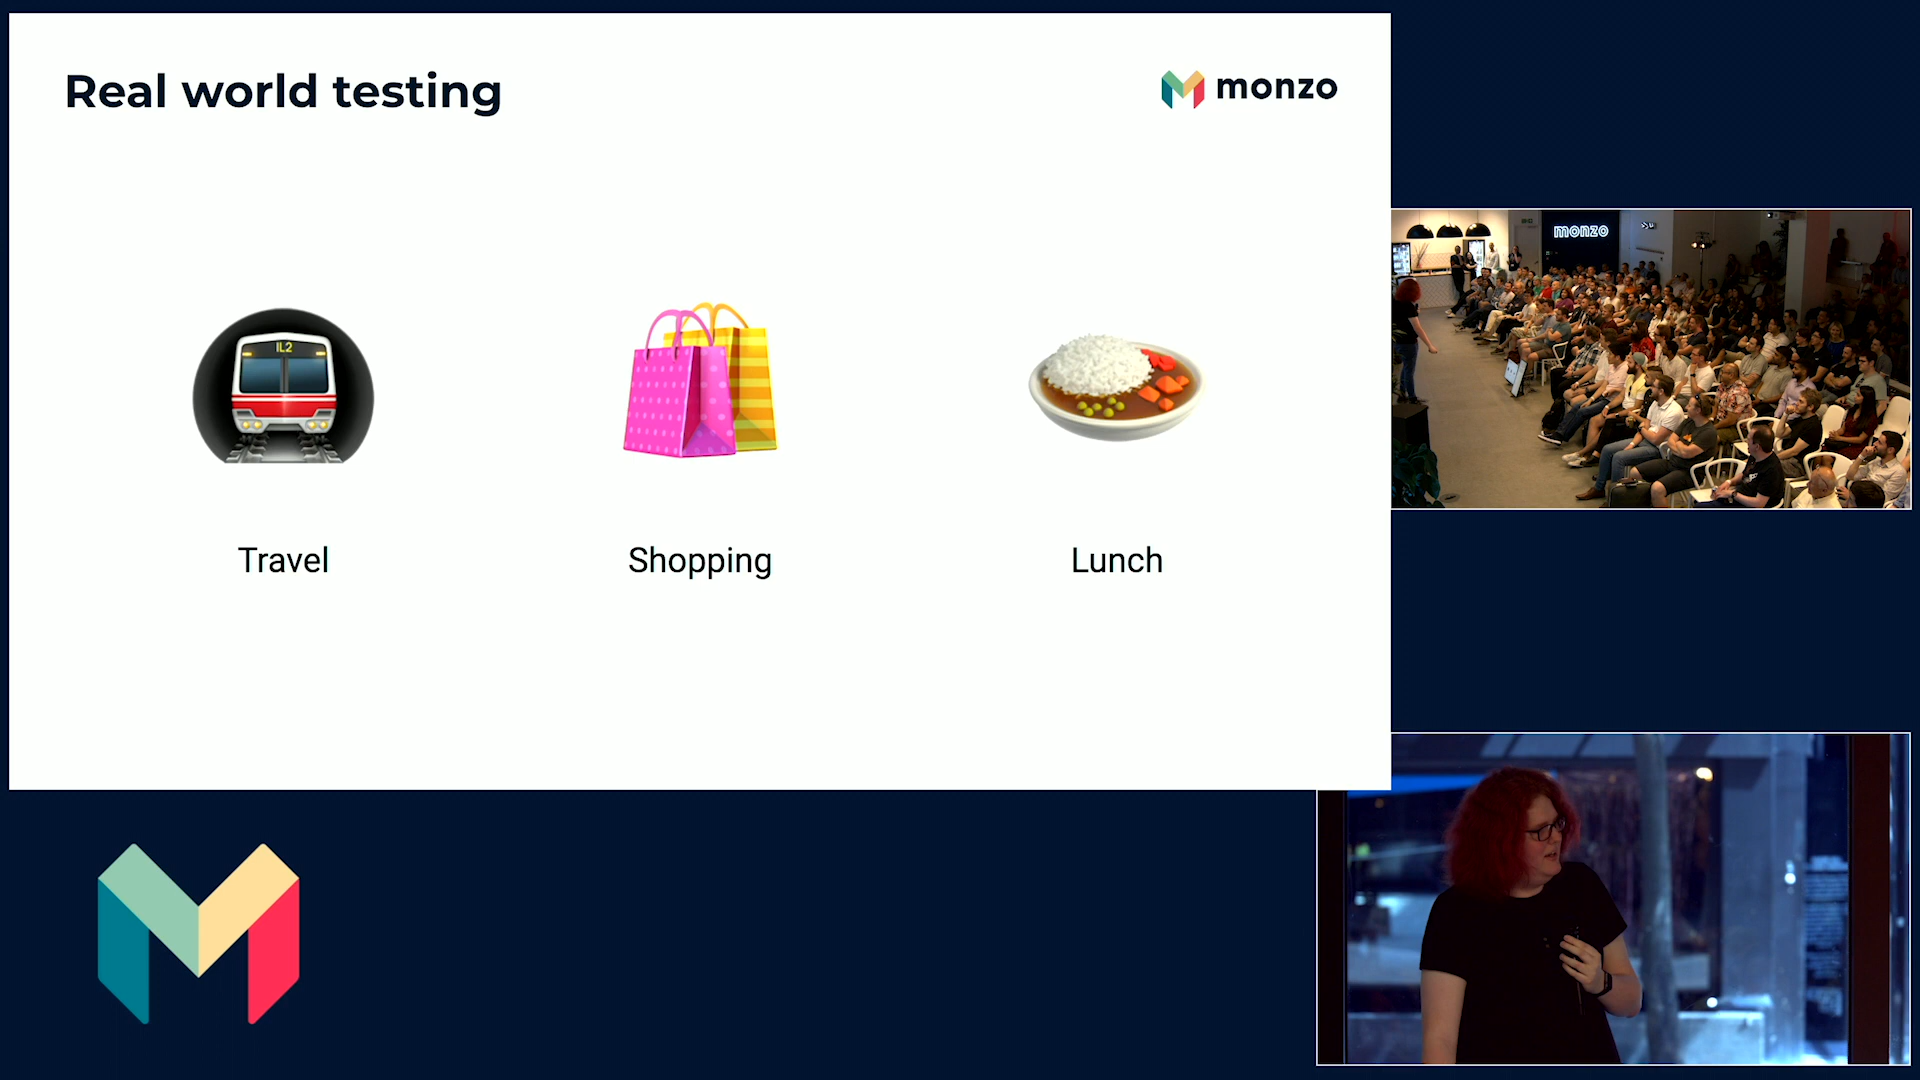 Real world testing
monzo
IL2
Travel
Shopping
Lunch
monzo